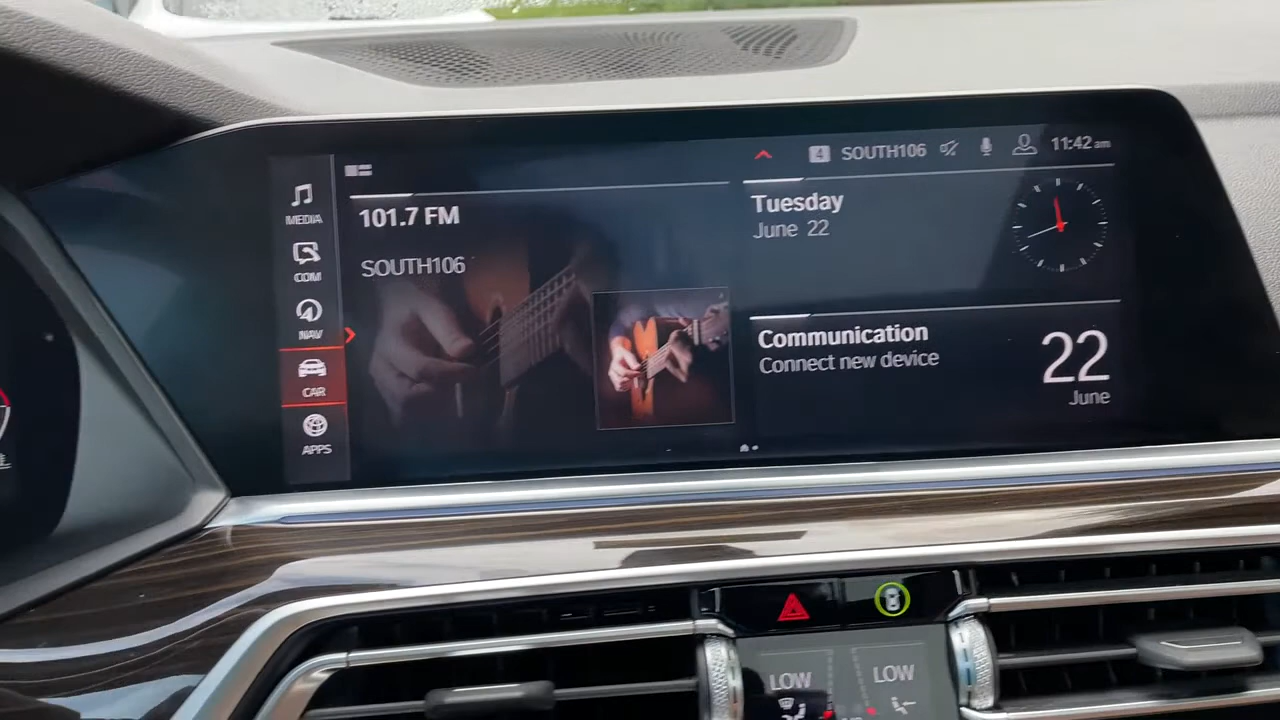 4 SOUTH106 11:42 am
MEDIA
COM
NAV
CAR
APPS
101.7 FM
SOUTH106
Tuesday
June 22
Communication
Connect new device
22
June
LOW LOW